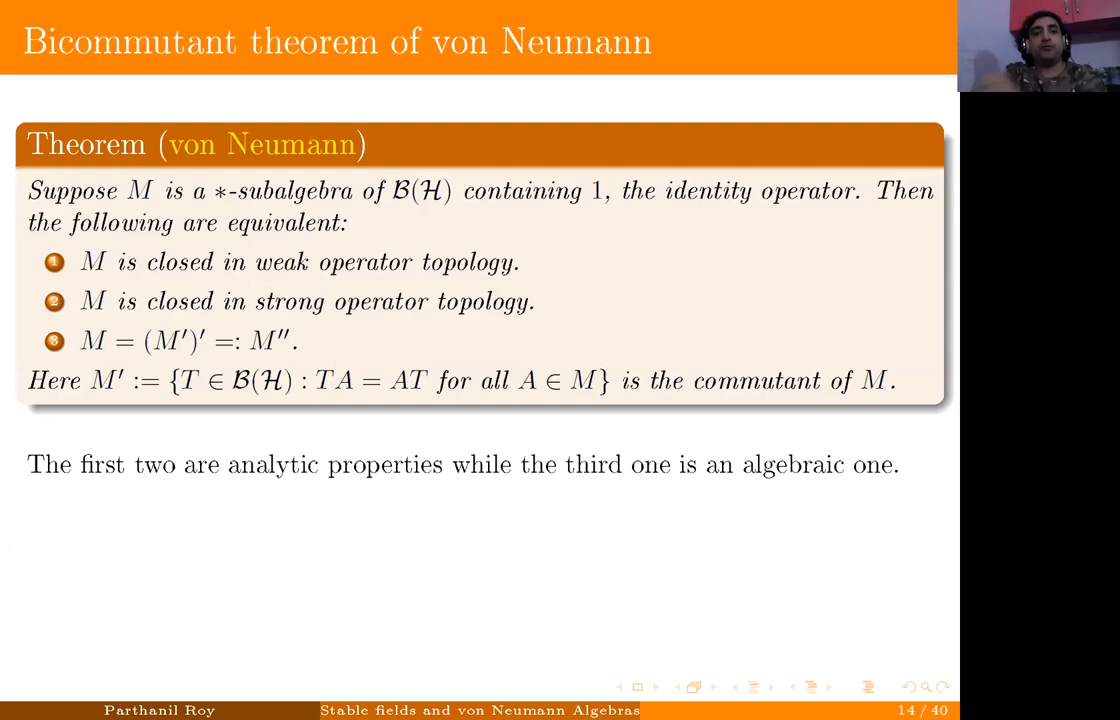 Bicommutant theorem of von Neumann
Theorem (von Neumann)
Suppose M is a ∗-subalgebra of ℬ(ℋ) containing 1, the identity operator. Then
the following are equivalent:
1 M is closed in weak operator topology.
2 M is closed in strong operator topology.
3 M = (M′)′ =: M″.
Here M′ := {T ∈ ℬ(ℋ) : TA = AT for all A ∈ M} is the commutant of M.
The first two are analytic properties while the third one is an algebraic one.
Parthanil Roy Stable fields and von Neumann Algebras 14 / 40